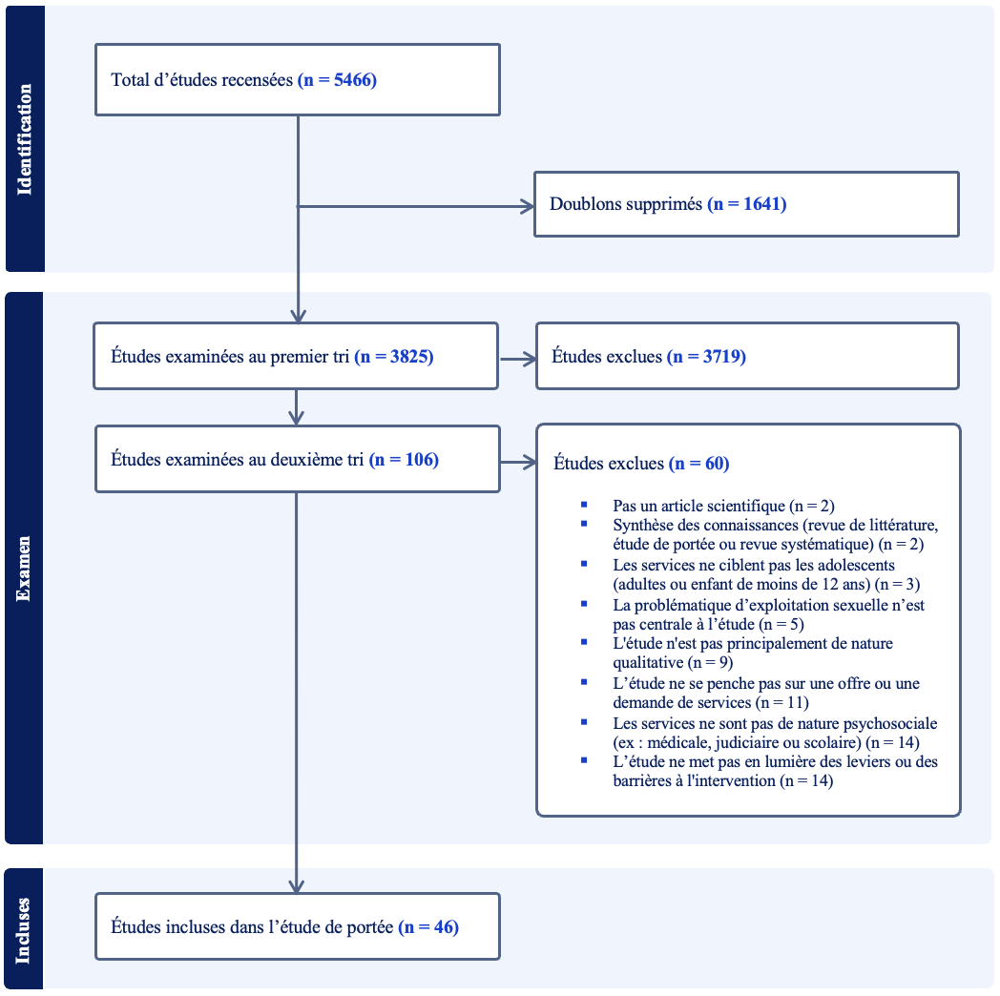 Identification
Total d’études recensées (n = 5466)
Doublons supprimés (n = 1641)
Examen
Études examinées au premier tri (n = 3825)
Études exclues (n = 3719)
Études examinées au deuxième tri (n = 106)
Études exclues (n = 60)
▪ Pas un article scientifique (n = 2)
▪ Synthèse des connaissances (revue de littérature,
étude de portée ou revue systématique) (n = 2)
▪ Les services ne ciblent pas les adolescents
(adultes ou enfant de moins de 12 ans) (n = 3)
▪ La problématique d’exploitation sexuelle n’est
pas centrale à l’étude (n = 5)
▪ L'étude n'est pas principalement de nature
qualitative (n = 9)
▪ L’étude ne se penche pas sur une offre ou une
demande de services (n = 11)
▪ Les services ne sont pas de nature psychosociale
(ex : médicale, judiciaire ou scolaire) (n = 14)
▪ L’étude ne met pas en lumière des leviers ou des
barrières à l'intervention (n = 14)
Incluses
Études incluses dans l’étude de portée (n = 46)